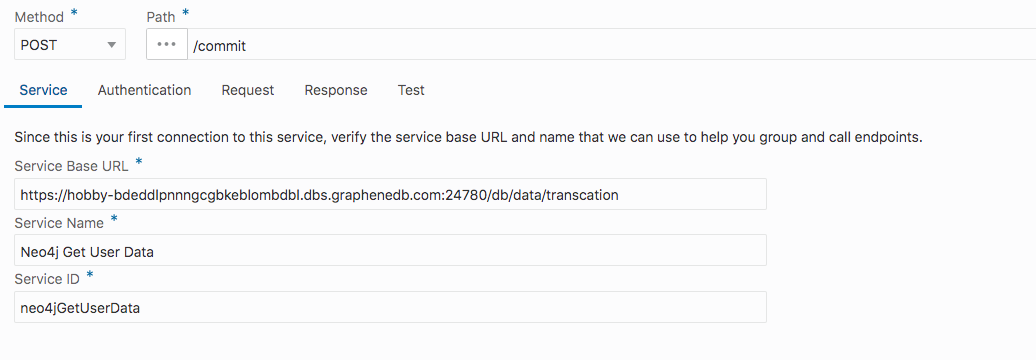 Method * Path *
POST ••• /commit
Service Authentication Request Response Test
Since this is your first connection to this service, verify the service base URL and name that we can use to help you group and call endpoints.
Service Base URL *
https://hobby-bdeddlpnnngcgbkeblombdbl.dbs.graphenedb.com:24780/db/data/transcation
Service Name *
Neo4j Get User Data
Service ID *
neo4jGetUserData